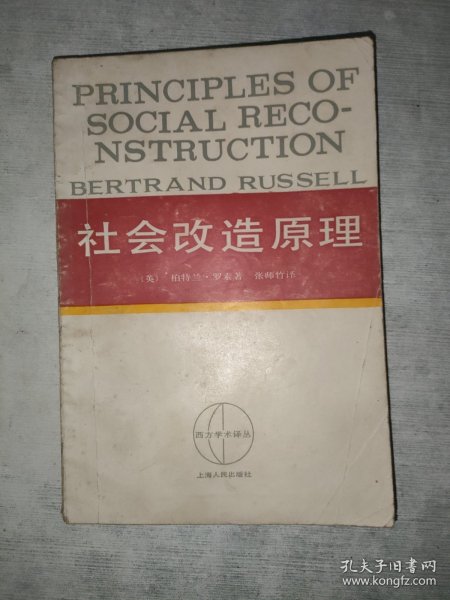 PRINCIPLES OF
SOCIAL RECO-
NSTRUCTION
BERTRAND RUSSELL
社会改造原理
〔英〕 柏特兰·罗素著 张师竹译
西方学术译丛
上海人民出版社
孔夫子旧书网
www.kongfz.com